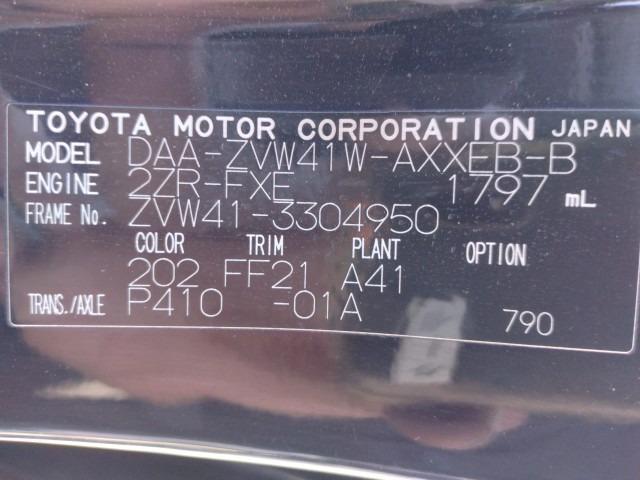 TOYOTA MOTOR CORPORATION JAPAN
MODEL DAA-ZVW41W-AXXEB-B
ENGINE 2ZR-FXE 1797 mL
FRAME No. ZVW41-3304950
COLOR TRIM PLANT OPTION
202 FF21 A41
TRANS./AXLE P410 -01A 790